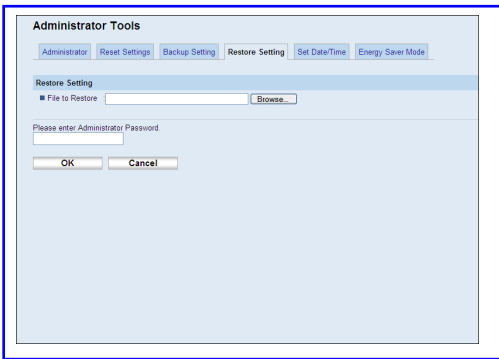 Administrator Tools
Administrator Reset Settings Backup Setting Restore Setting Set Date/Time Energy Saver Mode
Restore Setting
File to Restore : Browse...
Please enter Administrator Password.
OK Cancel